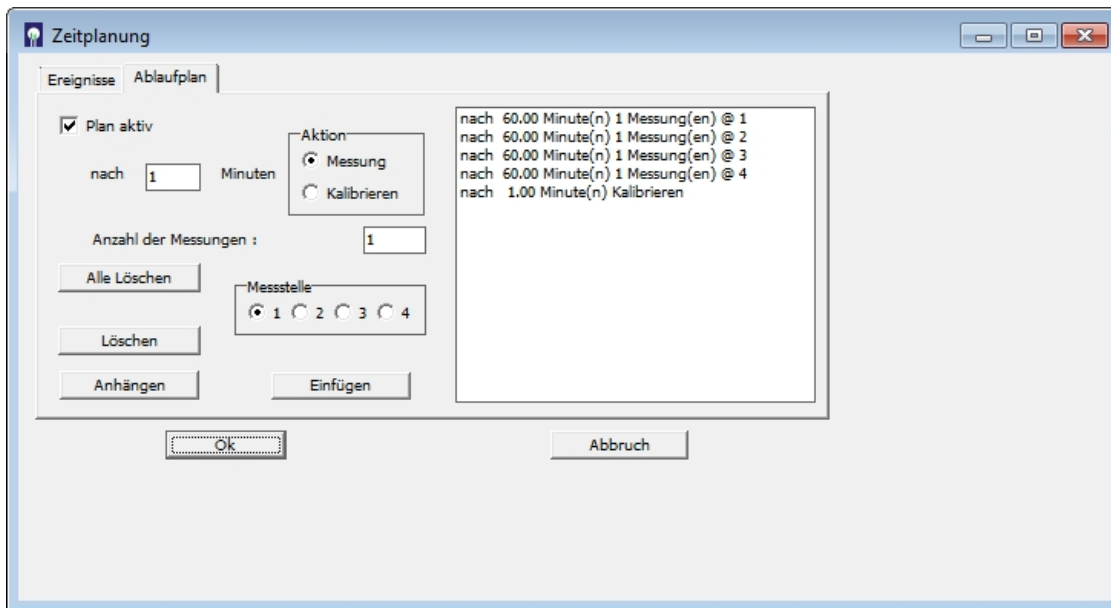 Zeitplanung
Ereignisse Ablaufplan
Plan aktiv
nach 1 Minuten
Aktion
Messung
Kalibrieren
Anzahl der Messungen : 1
Alle Löschen
Messstelle
1 2 3 4
Löschen
Anhängen Einfügen
nach 60.00 Minute(n) 1 Messung(en) @ 1
nach 60.00 Minute(n) 1 Messung(en) @ 2
nach 60.00 Minute(n) 1 Messung(en) @ 3
nach 60.00 Minute(n) 1 Messung(en) @ 4
nach 1.00 Minute(n) Kalibrieren
Ok Abbruch